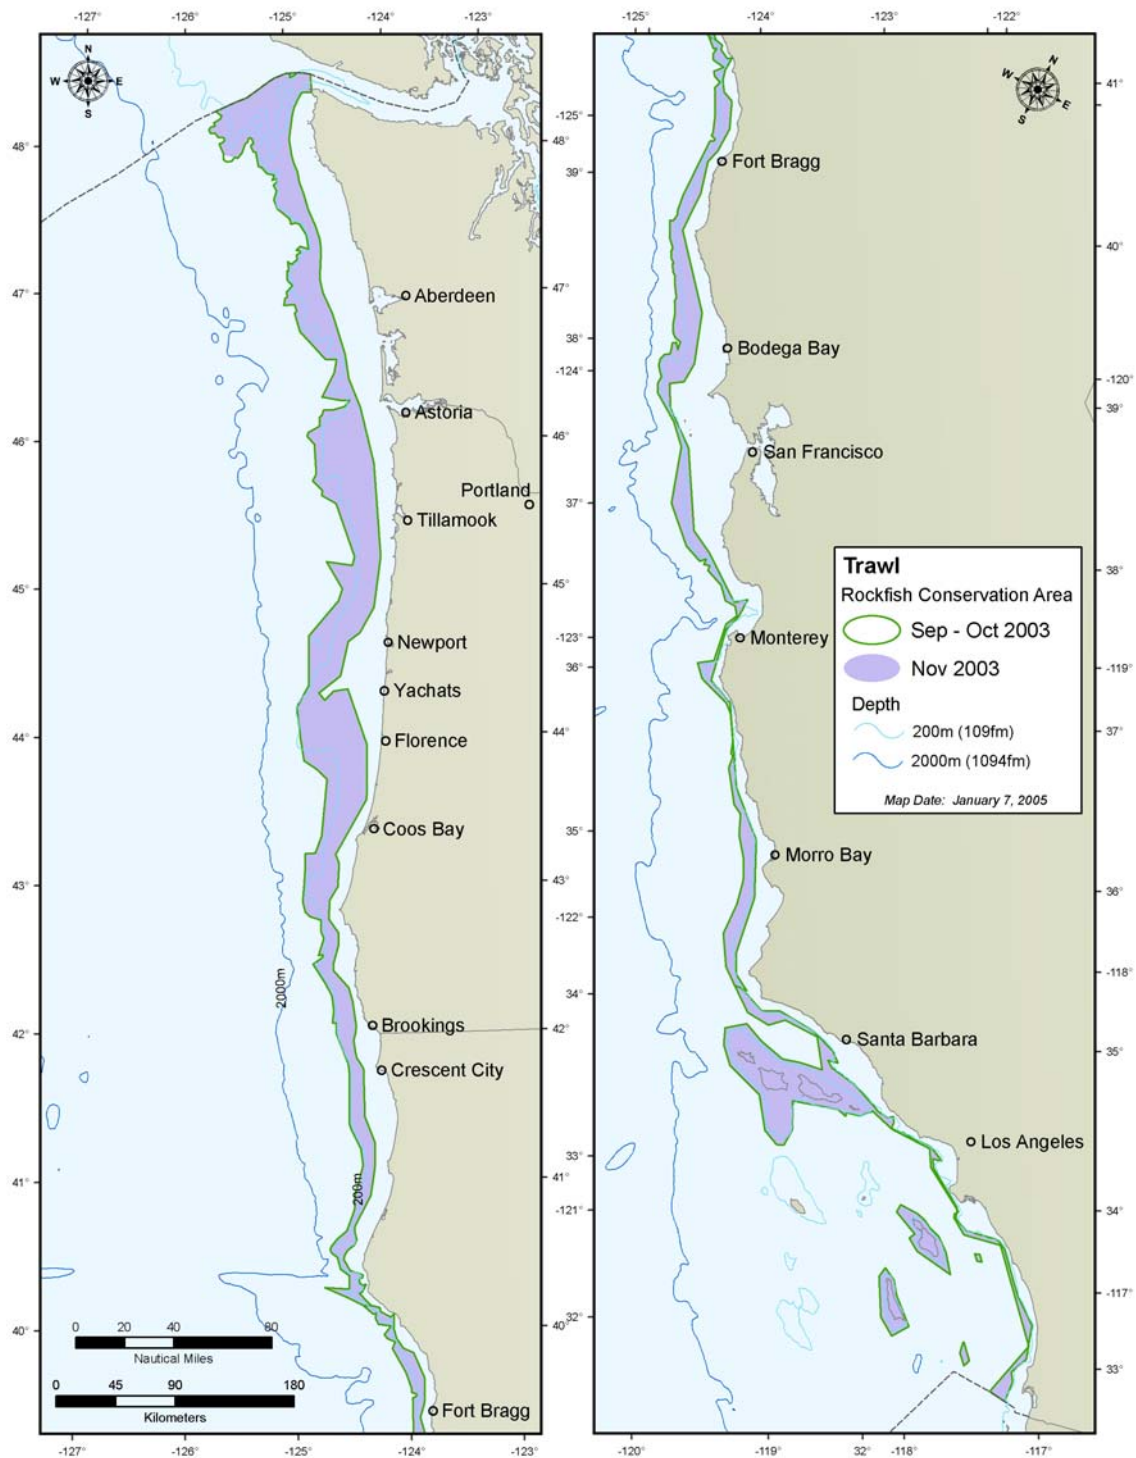 -127° -126° -125° -124° -123°
-125° -124° -123° -122°
N
W E
S
N
W E
S
48°
47°
46°
45°
44°
43°
42°
41°
40°
48°
47°
46°
45°
44°
43°
42°
41°
40°
Aberdeen
Astoria
Portland
Tillamook
Newport
Yachats
Florence
Coos Bay
2000m
Brookings
Crescent City
200m
Fort Bragg
0 20 40 80
Nautical Miles
0 45 90 180
Kilometers
-127° -126° -125° -124° -123°
-125°
39°
38°
-124°
37°
-123°
36°
35°
-122°
34°
33°
-121°
32°
41°
40°
-120°
39°
38°
-119°
37°
36°
-118°
35°
34°
-117°
33°
Fort Bragg
Bodega Bay
San Francisco
Monterey
Morro Bay
Santa Barbara
Los Angeles
Trawl
Rockfish Conservation Area
Sep - Oct 2003
Nov 2003
Depth
200m (109fm)
2000m (1094fm)
Map Date: January 7, 2005
-120° -119° 32° -118° -117°